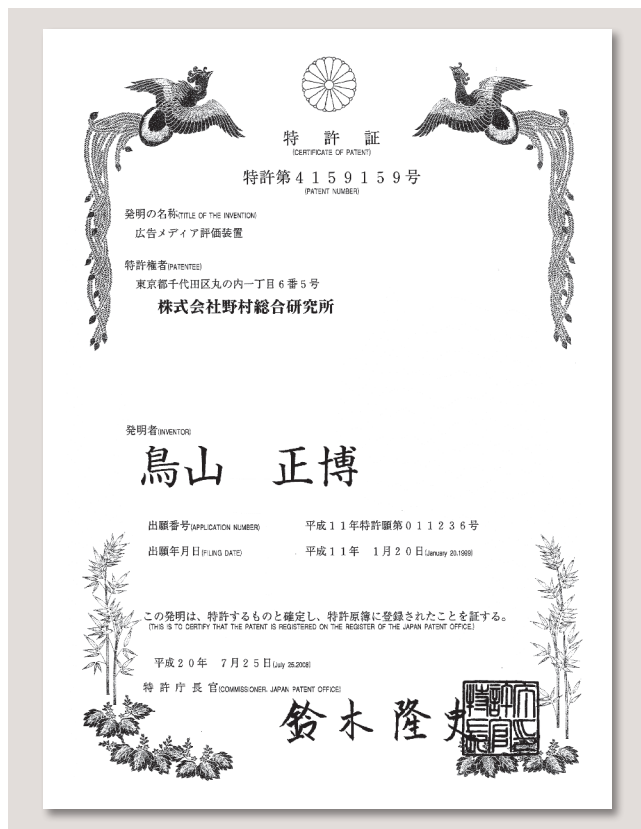 特許証
(CERTIFICATE OF PATENT)
特許第4159159号
(PATENT NUMBER)
発明の名称(TITLE OF THE INVENTION)
広告メディア評価装置
特許権者(PATENTEE)
東京都千代田区丸の内一丁目6番5号
株式会社野村総合研究所
発明者(INVENTOR)
鳥山 正博
出願番号(APPLICATION NUMBER) 平成11年特許願第011236号
出願年月日(FILING DATE) 平成11年 1月20日(January 20.1999)
この発明は、特許するものと確定し、特許原簿に登録されたことを証する。
(THIS IS TO CERTIFY THAT THE PATENT IS REGISTERED ON THE REGISTER OF THE JAPAN PATENT OFFICE.)
平成20年 7月25日(July 25.2008)
特許庁長官(COMMISSIONER, JAPAN PATENT OFFICE)
鈴木隆史
特許庁長官之印